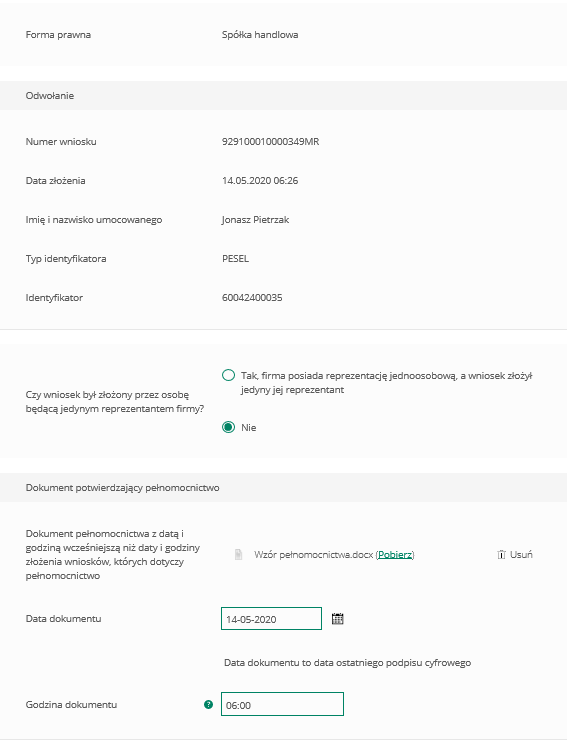 Forma prawna Spółka handlowa
Odwołanie
Numer wniosku 929100010000349MR
Data złożenia 14.05.2020 06:26
Imię i nazwisko umocowanego Jonasz Pietrzak
Typ identyfikatora PESEL
Identyfikator 60042400035
Czy wniosek był złożony przez osobę
będącą jedynym reprezentantem firmy?
Tak, firma posiada reprezentację jednoosobową, a wniosek złożył
jedyny jej reprezentant
Nie
Dokument potwierdzający pełnomocnictwo
Dokument pełnomocnictwa z datą i
godziną wcześniejszą niż daty i godziny
złożenia wniosków, których dotyczy
pełnomocnictwo
Wzór pełnomocnictwa.docx (Pobierz) Usuń
Data dokumentu 14-05-2020
Data dokumentu to data ostatniego podpisu cyfrowego
Godzina dokumentu ? 06:00